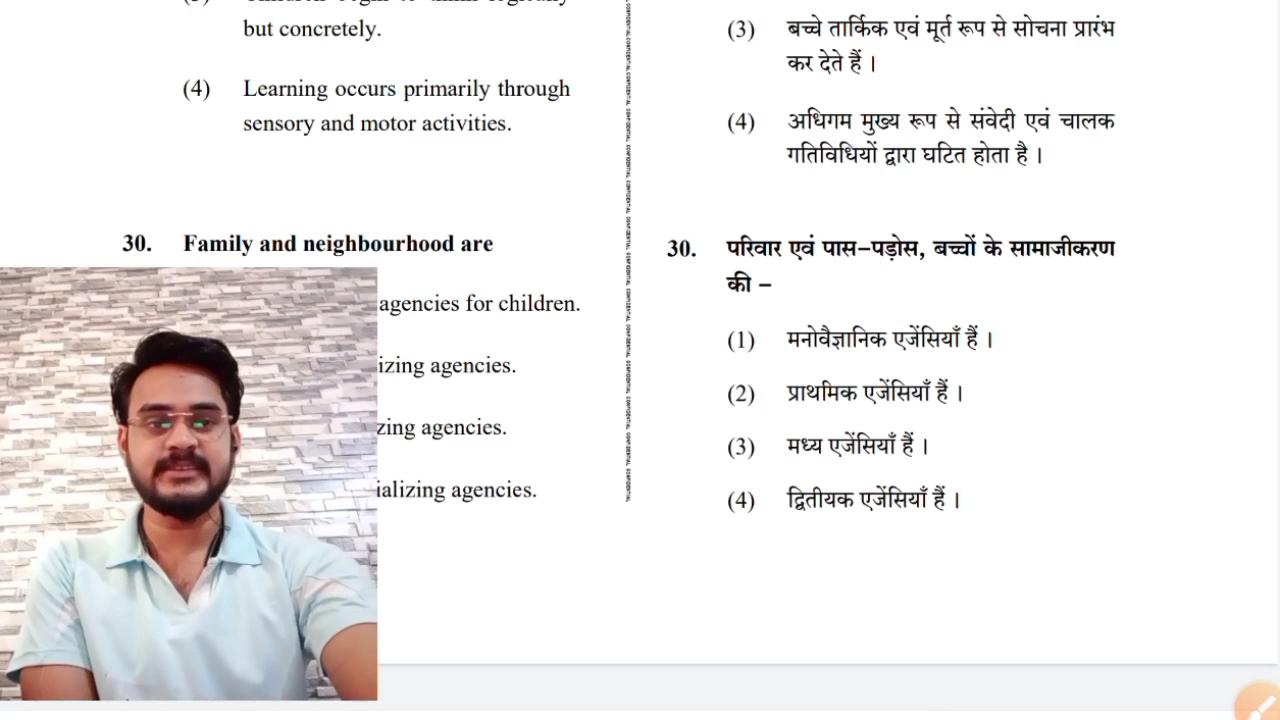 but concretely.
(4) Learning occurs primarily through
sensory and motor activities.
30. Family and neighbourhood are
agencies for children.
izing agencies.
zing agencies.
ializing agencies.
(3) बच्चे तार्किक एवं मूर्त रूप से सोचना प्रारंभ
कर देते हैं ।
(4) अधिगम मुख्य रूप से संवेदी एवं चालक
गतिविधियों द्वारा घटित होता है ।
30. परिवार एवं पास-पड़ोस, बच्चों के सामाजीकरण
की –
(1) मनोवैज्ञानिक एजेंसियाँ हैं ।
(2) प्राथमिक एजेंसियाँ हैं ।
(3) मध्य एजेंसियाँ हैं ।
(4) द्वितीयक एजेंसियाँ हैं ।